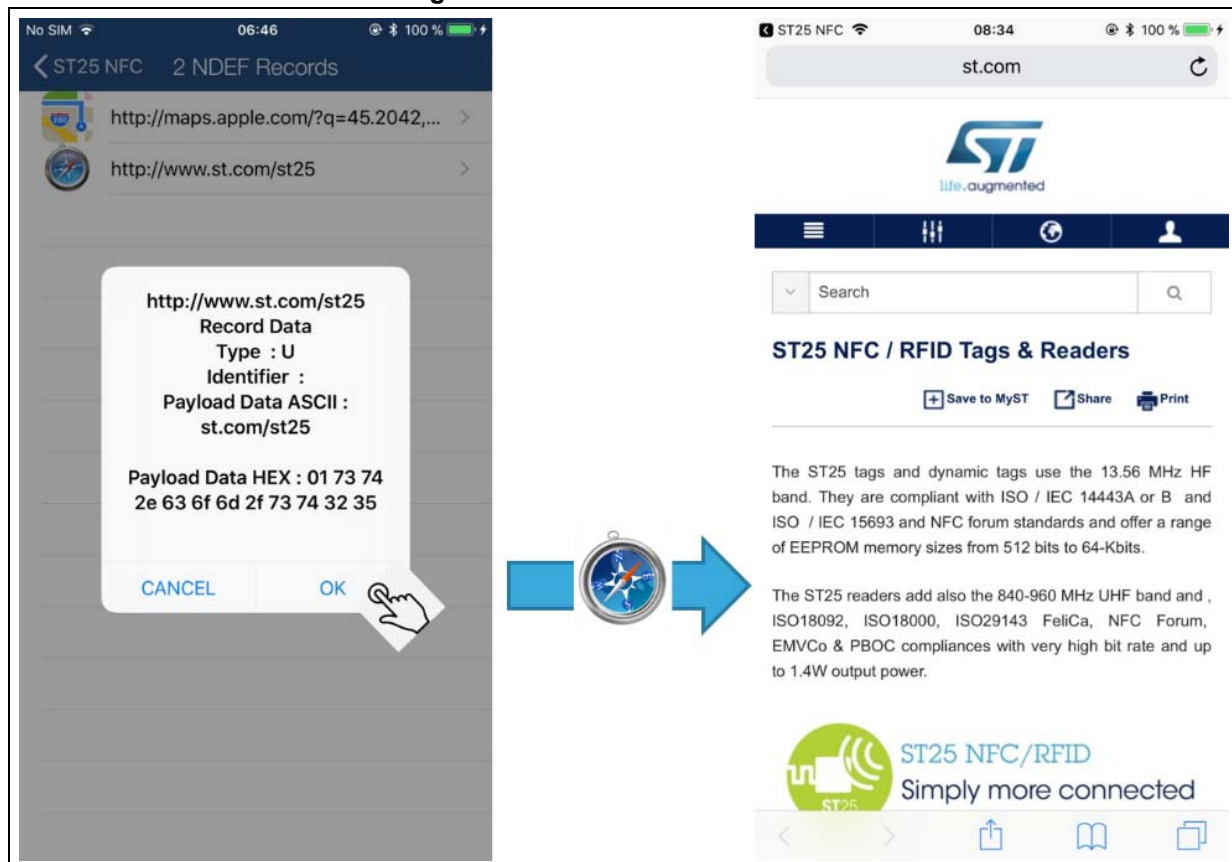 No SIM 06:46 100 %
ST25 NFC 2 NDEF Records
http://maps.apple.com/?q=45.2042,...
http://www.st.com/st25
http://www.st.com/st25
Record Data
Type : U
Identifier :
Payload Data ASCII :
st.com/st25
Payload Data HEX : 01 73 74
2e 63 6f 6d 2f 73 74 32 35
CANCEL OK
ST25 NFC 08:34 100 %
st.com
ST
life.augmented
Search
ST25 NFC / RFID Tags & Readers
Save to MyST Share Print
The ST25 tags and dynamic tags use the 13.56 MHz HF
band. They are compliant with ISO / IEC 14443A or B and
ISO / IEC 15693 and NFC forum standards and offer a range
of EEPROM memory sizes from 512 bits to 64-Kbits.
The ST25 readers add also the 840-960 MHz UHF band and ,
ISO18092, ISO18000, ISO29143 FeliCa, NFC Forum,
EMVCo & PBOC compliances with very high bit rate and up
to 1.4W output power.
ST25 NFC/RFID
Simply more connected
ST25